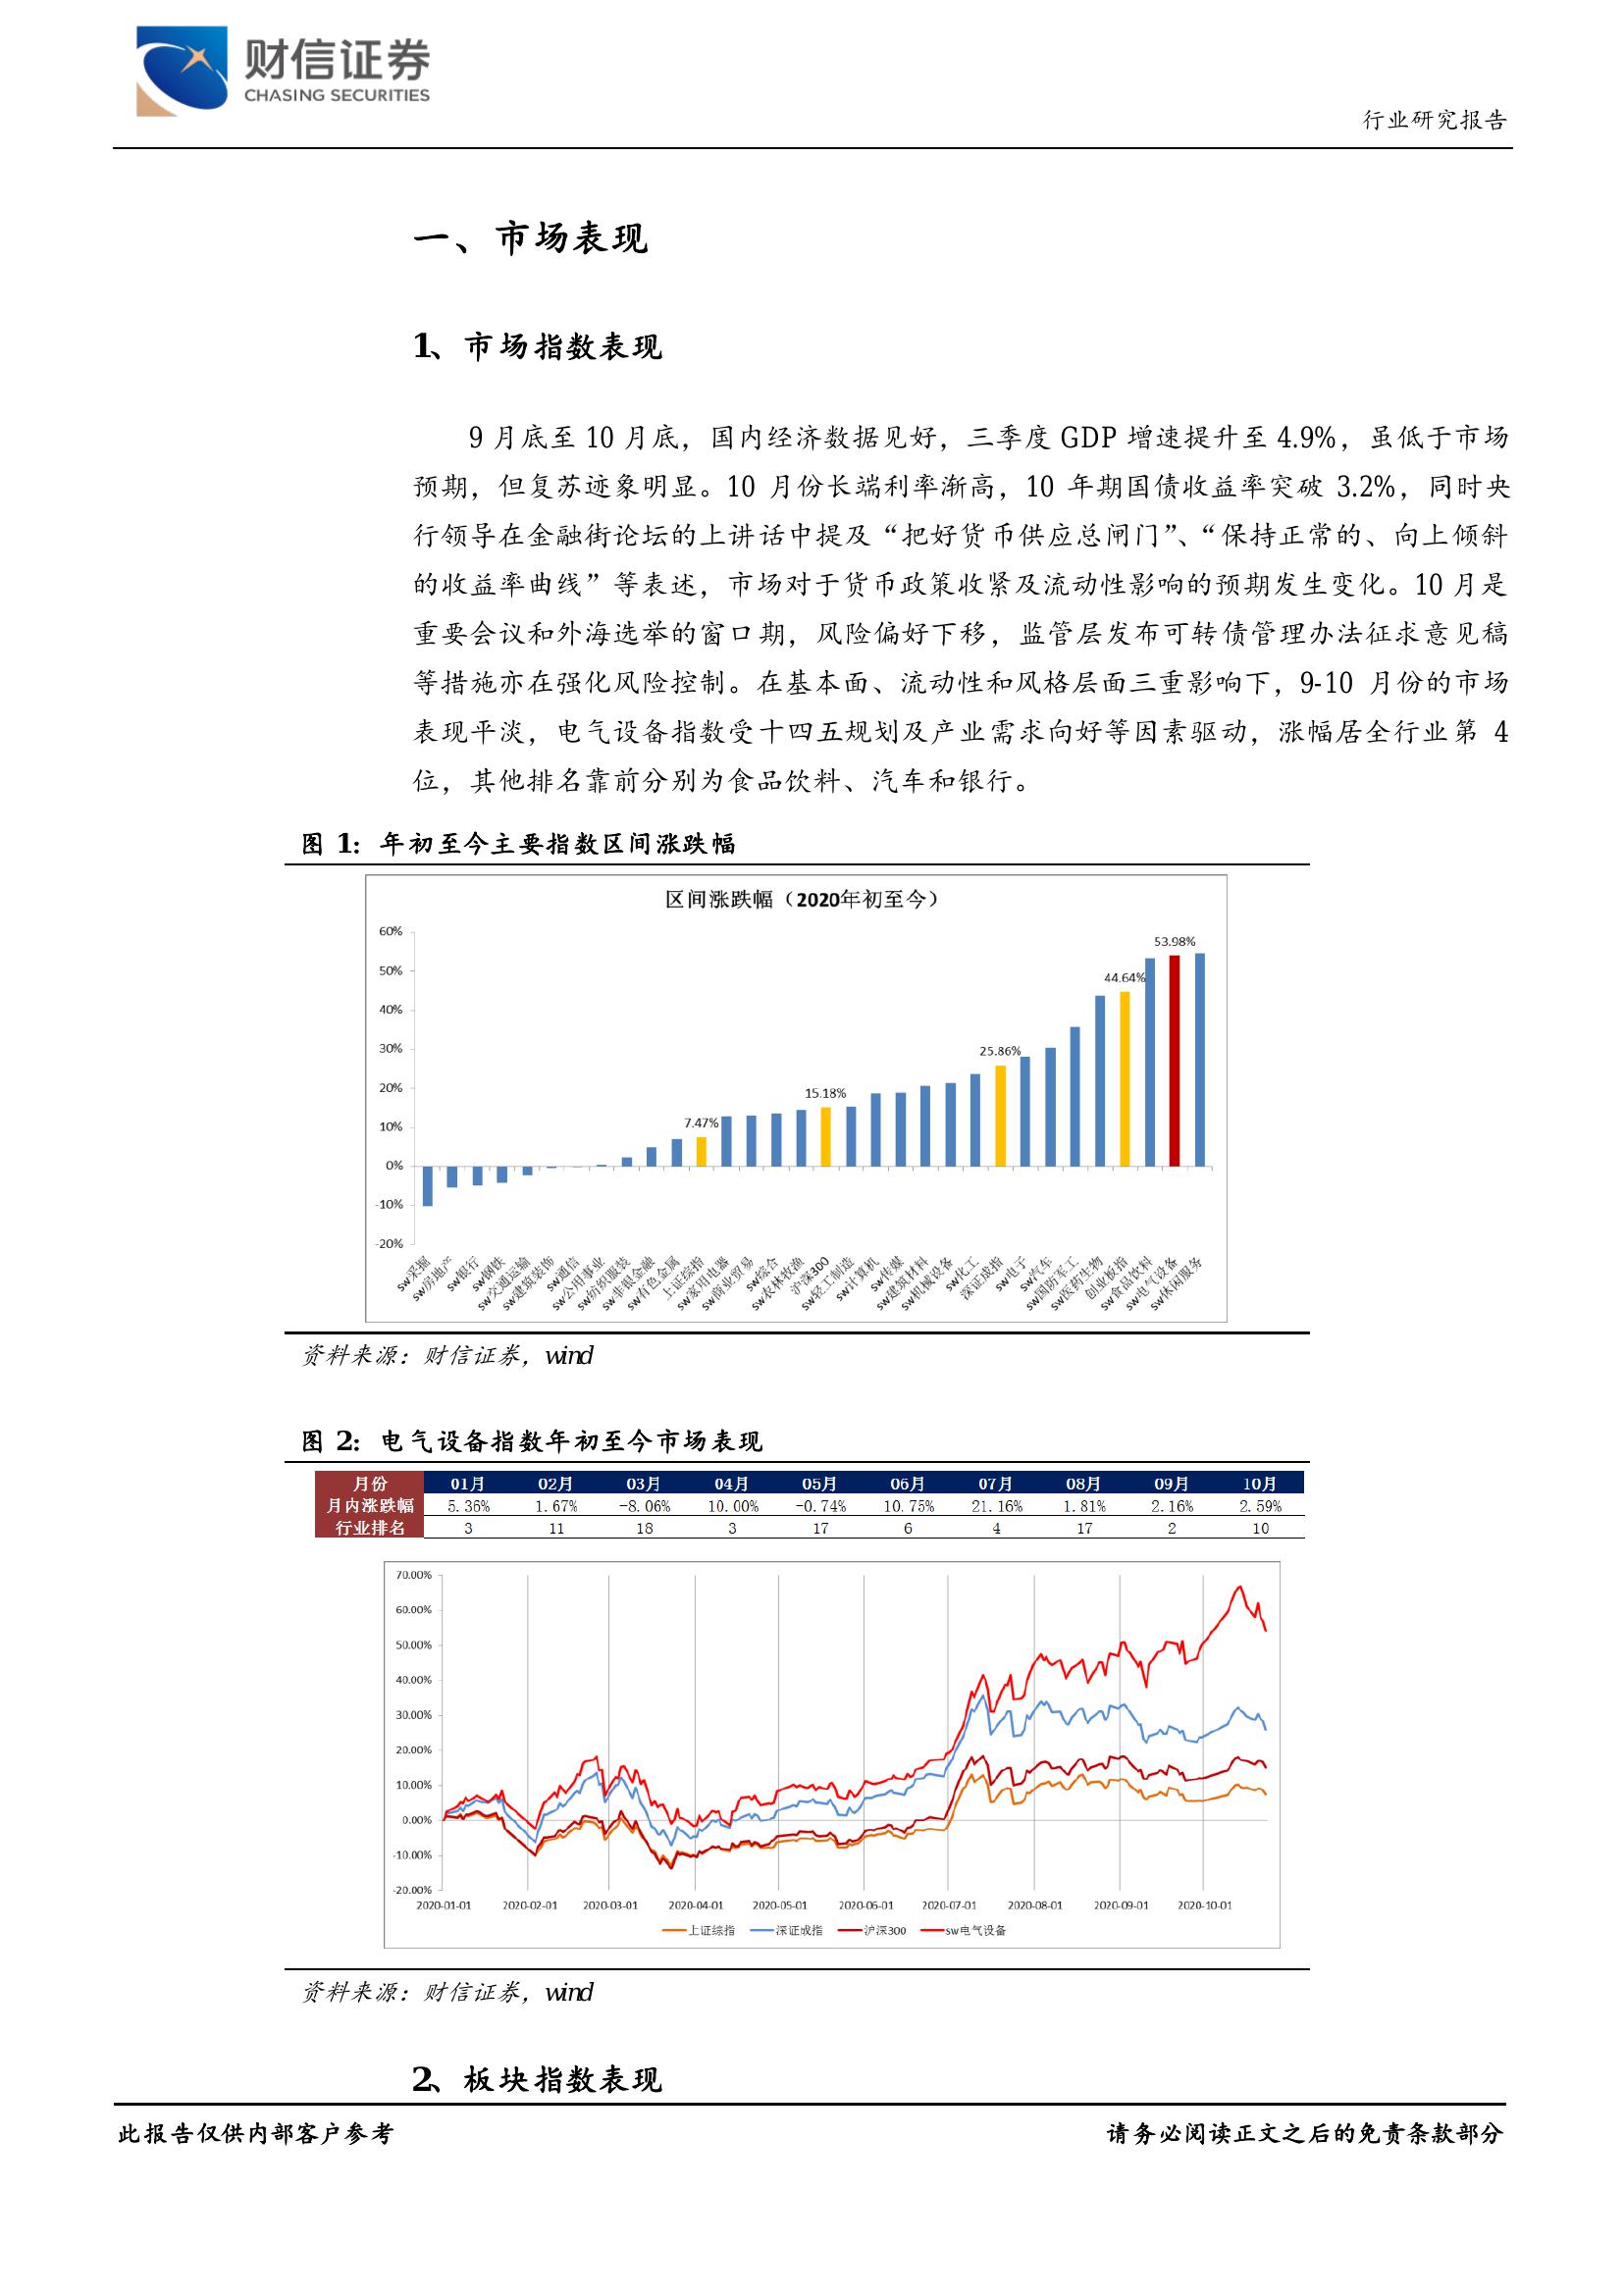 财信证券
CHASING SECURITIES
行业研究报告
一、市场表现
1、市场指数表现
9 月底至 10 月底，国内经济数据见好，三季度 GDP 增速提升至 4.9%，虽低于市场
预期，但复苏迹象明显。10 月份长端利率渐高，10 年期国债收益率突破 3.2%，同时央
行领导在金融街论坛的上讲话中提及“把好货币供应总闸门”、“保持正常的、向上倾斜
的收益率曲线”等表述，市场对于货币政策收紧及流动性影响的预期发生变化。10 月是
重要会议和外海选举的窗口期，风险偏好下移，监管层发布可转债管理办法征求意见稿
等措施亦在强化风险控制。在基本面、流动性和风格层面三重影响下，9-10 月份的市场
表现平淡，电气设备指数受十四五规划及产业需求向好等因素驱动，涨幅居全行业第 4
位，其他排名靠前分别为食品饮料、汽车和银行。
图 1：年初至今主要指数区间涨跌幅
区间涨跌幅（2020年初至今）
60%
50%
40%
30%
20%
10%
0%
-10%
-20%
7.47%
15.18%
25.86%
44.64%
53.98%
sw采掘
sw房地产
sw银行
sw钢铁
sw交通运输
sw建筑装饰
sw通信
sw公用事业
sw纺织服装
sw非银金融
sw有色金属
上证综指
sw家用电器
sw商业贸易
sw综合
sw农林牧渔
沪深300
sw轻工制造
sw计算机
sw传媒
sw建筑材料
sw机械设备
sw化工
深证成指
sw电子
sw汽车
sw国防军工
sw医药生物
创业板指
sw食品饮料
sw电气设备
sw休闲服务
资料来源：财信证券，wind
图 2：电气设备指数年初至今市场表现
月份 01月 02月 03月 04月 05月 06月 07月 08月 09月 10月
月内涨跌幅 5.36% 1.67% -8.06% 10.00% -0.74% 10.75% 21.16% 1.81% 2.16% 2.59%
行业排名 3 11 18 3 17 6 4 17 2 10
70.00%
60.00%
50.00%
40.00%
30.00%
20.00%
10.00%
0.00%
-10.00%
-20.00%
2020-01-01 2020-02-01 2020-03-01 2020-04-01 2020-05-01 2020-06-01 2020-07-01 2020-08-01 2020-09-01 2020-10-01
上证综指 深证成指 沪深300 sw电气设备
资料来源：财信证券，wind
2、板块指数表现
此报告仅供内部客户参考
请务必阅读正文之后的免责条款部分